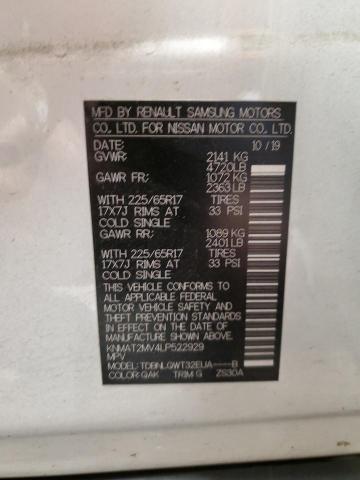 MFD BY RENAULT SAMSUNG MOTORS
CO., LTD. FOR NISSAN MOTOR CO., LTD.
DATE: 10 / 19
GVWR: 2141 KG
4720LB
GAWR FR: 1072 KG
2363 LB
WITH 225/65R17 TIRES
17X7J RIMS AT 33 PSI
COLD SINGLE
GAWR RR: 1089 KG
2401 LB
WITH 225/65R17 TIRES
17X7J RIMS AT 33 PSI
COLD SINGLE
THIS VEHICLE CONFORMS TO
ALL APPLICABLE FEDERAL
MOTOR VEHICLE SAFETY AND
THEFT PREVENTION STANDARDS
IN EFFECT ON THE DATE OF
MANUFACTURE SHOWN ABOVE.
KNMAT2MV4LP522929
MPV
MODEL: TDBNLGWT32EUA----B
COLOR: QAK TRIM: G ZS30A